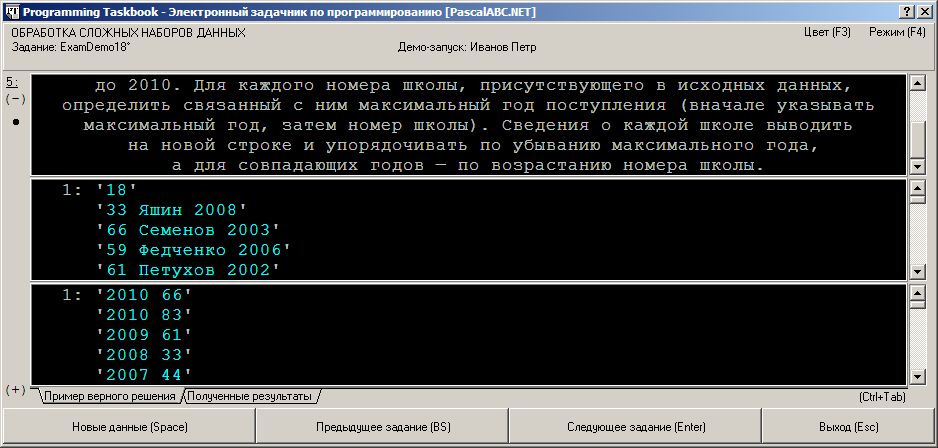 Programming Taskbook - Электронный задачник по программированию [PascalABC.NET]
ОБРАБОТКА СЛОЖНЫХ НАБОРОВ ДАННЫХ
Цвет (F3) Режим (F4)
Задание: ExamDemo18*
Демо-запуск: Иванов Петр
5:
(-)
до 2010. Для каждого номера школы, присутствующего в исходных данных,
определить связанный с ним максимальный год поступления (вначале указывать
максимальный год, затем номер школы). Сведения о каждой школе выводить
на новой строке и упорядочивать по убыванию максимального года,
а для совпадающих годов — по возрастанию номера школы.
1: '18'
'33 Яшин 2008'
'66 Семенов 2003'
'59 Федченко 2006'
'61 Петухов 2002'
1: '2010 66'
'2010 83'
'2009 61'
'2008 33'
'2007 44'
(+)
Пример верного решения Полученные результаты
(Ctrl+Tab)
Новые данные (Space) Предыдущее задание (BS) Следующее задание (Enter) Выход (Esc)